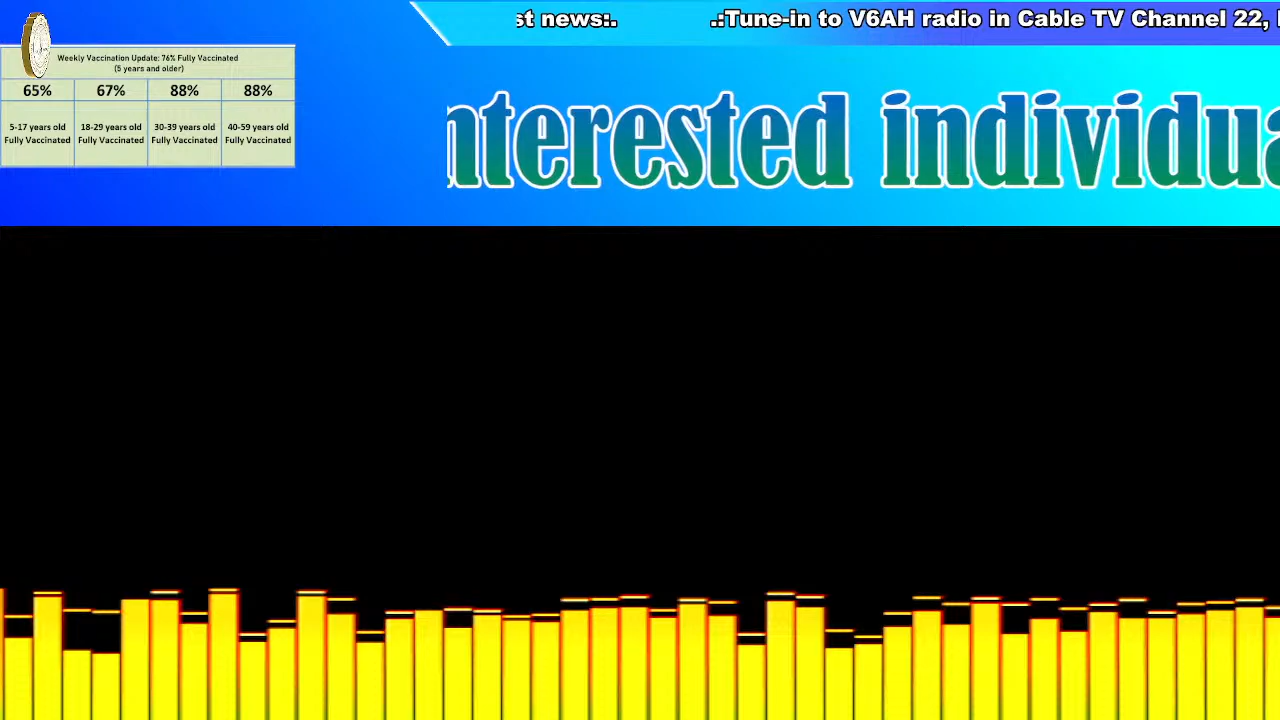 st news:. .:Tune-in to V6AH radio in Cable TV Channel 22,
Weekly Vaccination Update: 76% Fully Vaccinated
(5 years and older)
65% 67% 88% 88%
5-17 years old 18-29 years old 30-39 years old 40-59 years old
Fully Vaccinated Fully Vaccinated Fully Vaccinated Fully Vaccinated
nterested individua